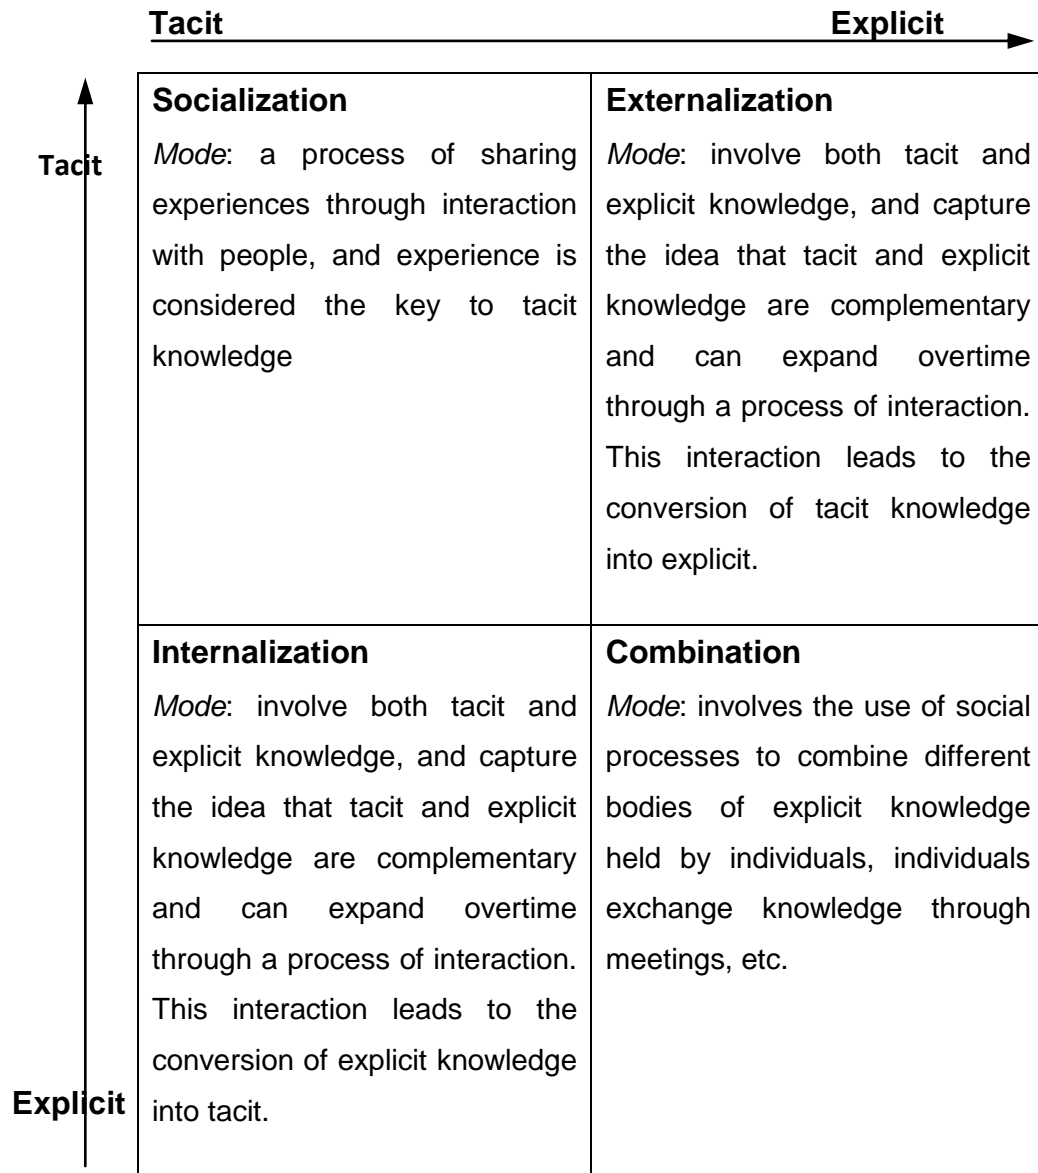 Tacit Explicit
Tacit
Socialization
Mode: a process of sharing
experiences through interaction
with people, and experience is
considered the key to tacit
knowledge
Externalization
Mode: involve both tacit and
explicit knowledge, and capture
the idea that tacit and explicit
knowledge are complementary
and can expand overtime
through a process of interaction.
This interaction leads to the
conversion of tacit knowledge
into explicit.
Explicit
Internalization
Mode: involve both tacit and
explicit knowledge, and capture
the idea that tacit and explicit
knowledge are complementary
and can expand overtime
through a process of interaction.
This interaction leads to the
conversion of explicit knowledge
into tacit.
Combination
Mode: involves the use of social
processes to combine different
bodies of explicit knowledge
held by individuals, individuals
exchange knowledge through
meetings, etc.